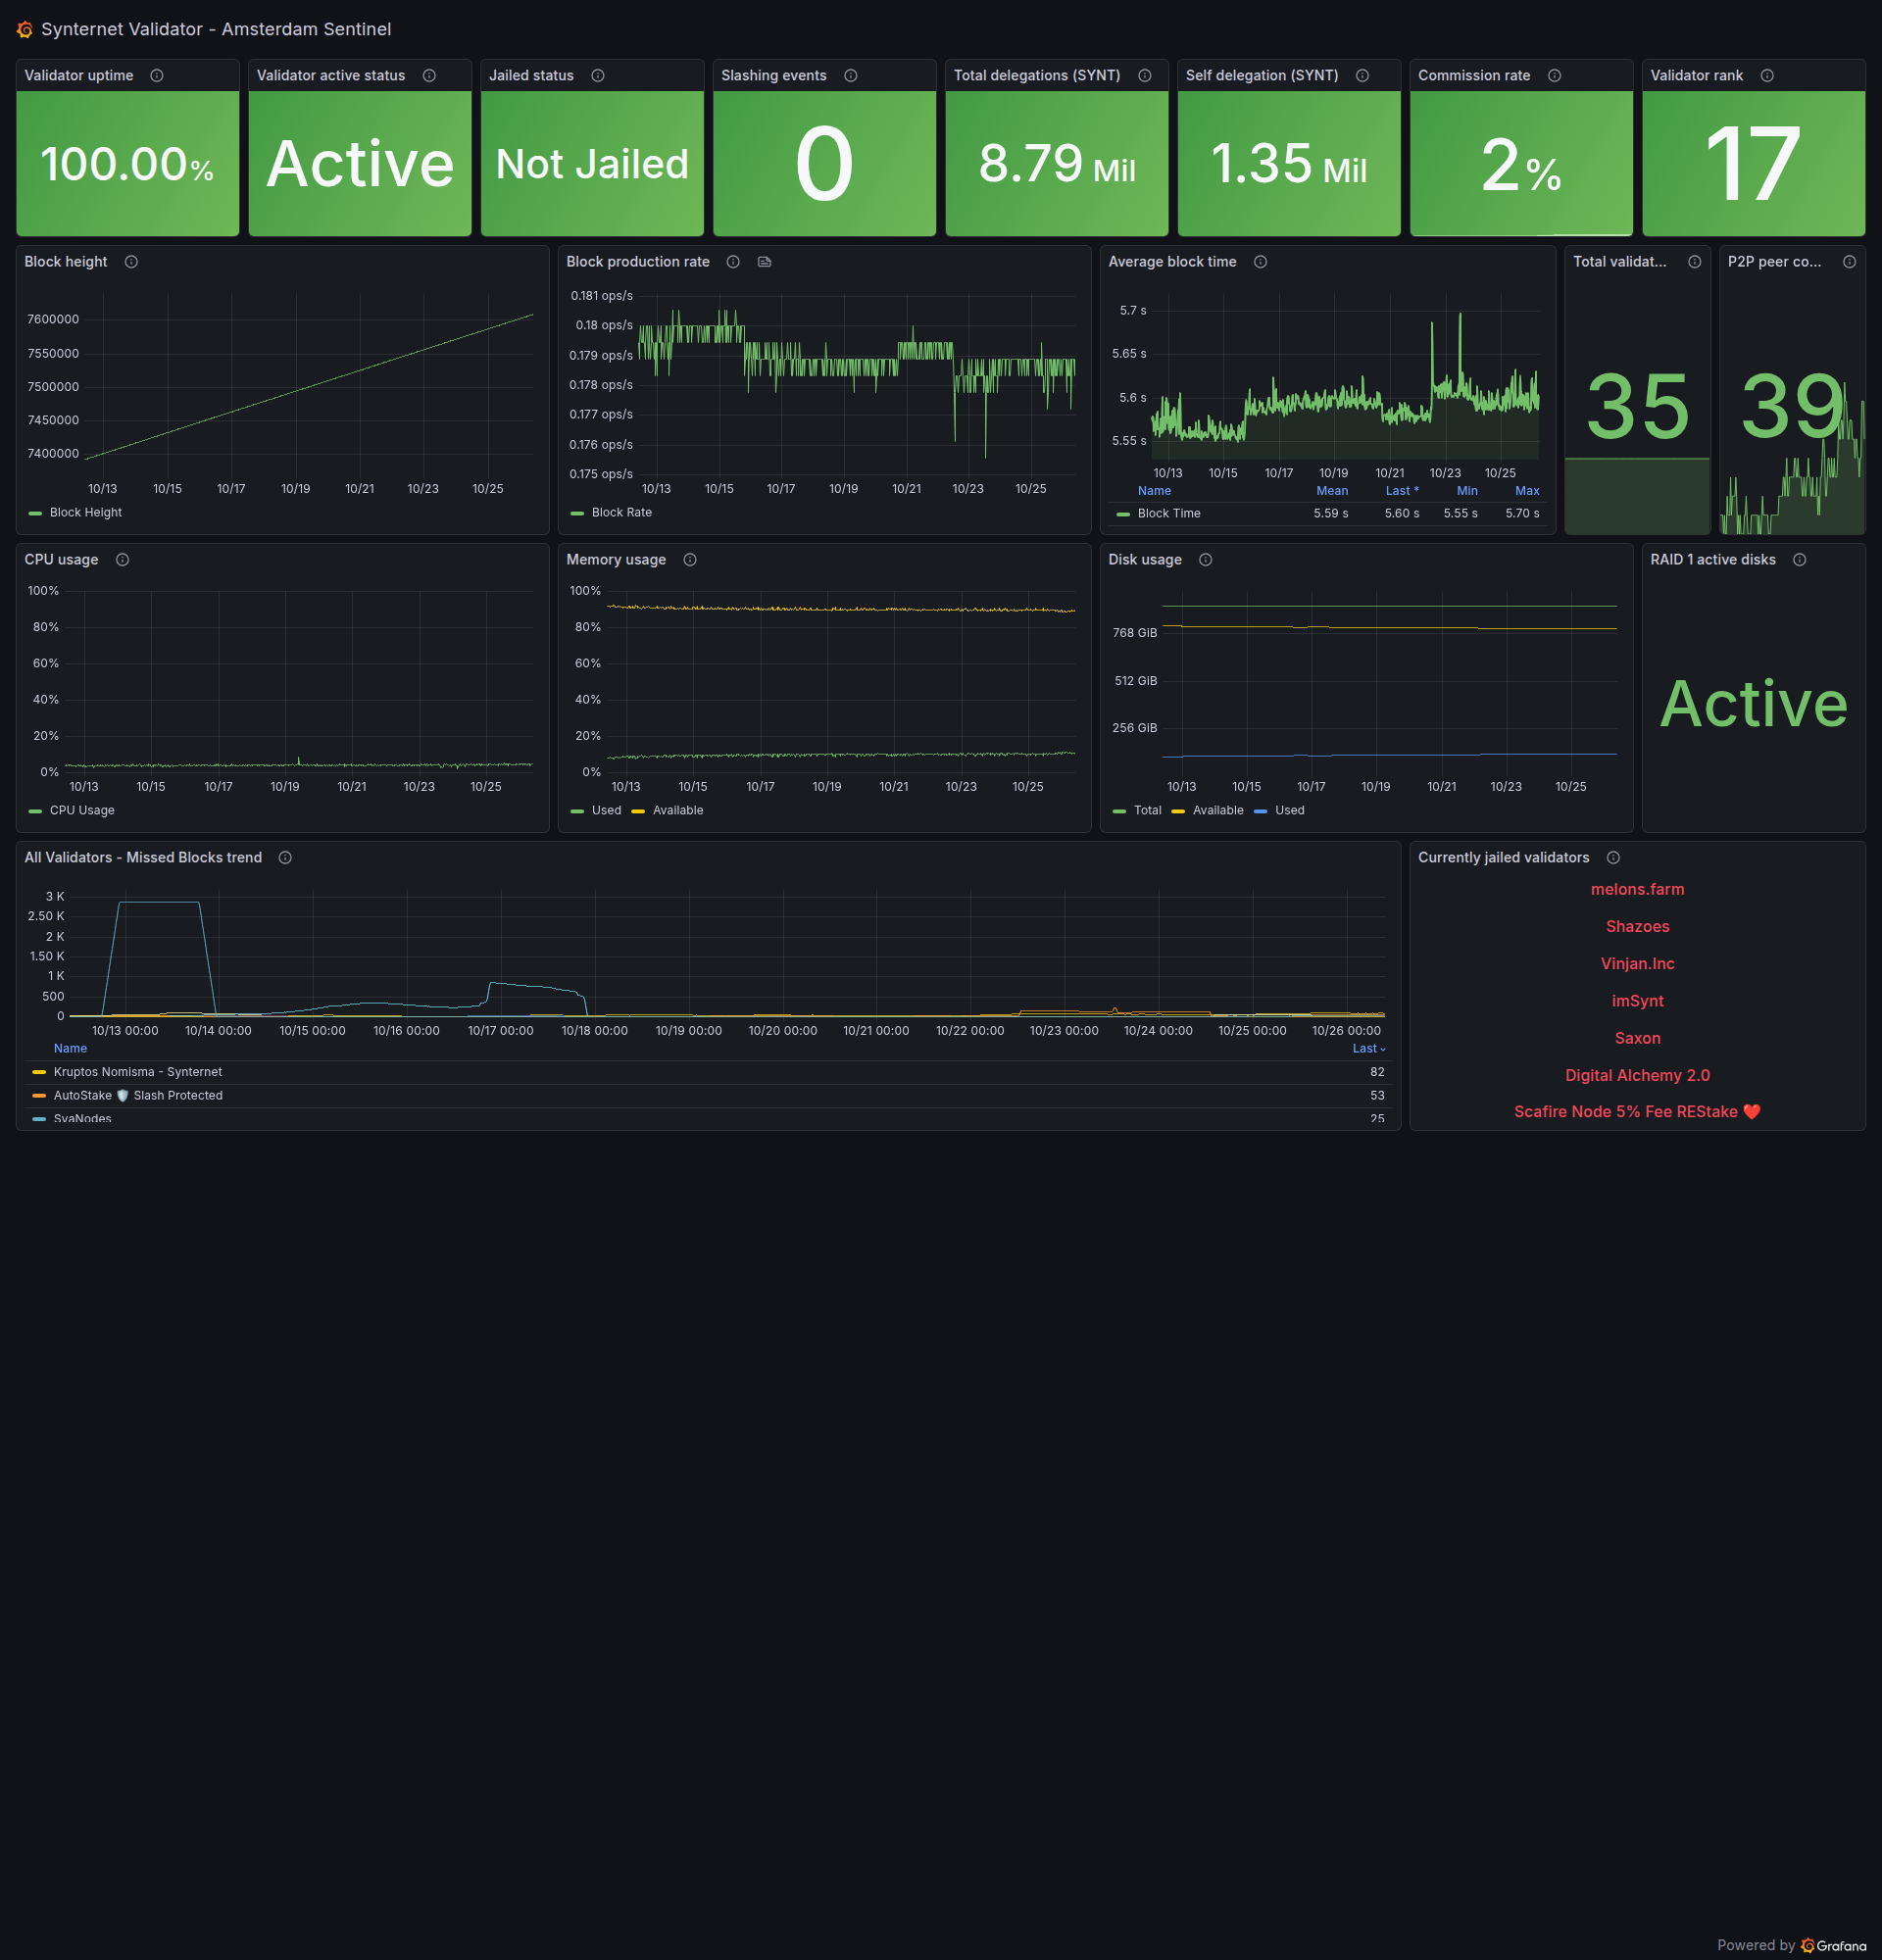 Synternet Validator - Amsterdam Sentinel
Validator uptime
100.00%
Validator active status
Active
Jailed status
Not Jailed
Slashing events
0
Total delegations (SYNT)
8.79 Mil
Self delegation (SYNT)
1.35 Mil
Commission rate
2%
Validator rank
17
Block height
7600000
7550000
7500000
7450000
7400000
10/13 10/15 10/17 10/19 10/21 10/23 10/25
Block Height
Block production rate
0.181 ops/s
0.18 ops/s
0.179 ops/s
0.178 ops/s
0.177 ops/s
0.176 ops/s
0.175 ops/s
10/13 10/15 10/17 10/19 10/21 10/23 10/25
Block Rate
Average block time
5.7 s
5.65 s
5.6 s
5.55 s
10/13 10/15 10/17 10/19 10/21 10/23 10/25
Name Mean Last * Min Max
Block TIme 5.59 s 5.60 s 5.55 s 5.70 s
Total validat...
35
P2P peer co...
39
CPU usage
100%
80%
60%
40%
20%
0%
10/13 10/15 10/17 10/19 10/21 10/23 10/25
CPU Usage
Memory usage
100%
80%
60%
40%
20%
0%
10/13 10/15 10/17 10/19 10/21 10/23 10/25
Used Available
Disk usage
768 GiB
512 GiB
256 GiB
10/13 10/15 10/17 10/19 10/21 10/23 10/25
Total Available Used
RAID 1 active disks
Active
All Validators - Missed Blocks trend
3 K
2.50 K
2 K
1.50 K
1 K
500
0
10/13 00:00 10/14 00:00 10/15 00:00 10/16 00:00 10/17 00:00 10/18 00:00 10/19 00:00 10/20 00:00 10/21 00:00 10/22 00:00 10/23 00:00 10/24 00:00 10/25 00:00 10/26 00:00
Name Last
Kruptos Nomisma - Synternet 82
AutoStake 🛡️ Slash Protected 53
SvaNodes 25
Currently jailed validators
melons.farm
Shazoes
Vinjan.Inc
imSynt
Saxon
Digital Alchemy 2.0
Scafire Node 5% Fee REStake ❤️
Powered by Grafana